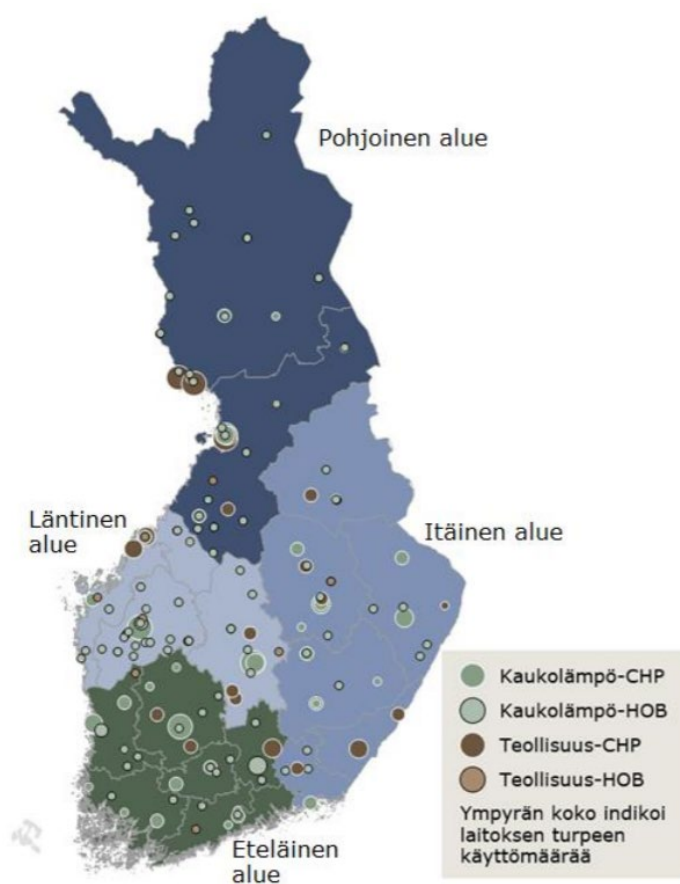 Pohjoinen alue
Läntinen
alue
Itäinen alue
Eteläinen
alue
Kaukolämpö-CHP
Kaukolämpö-HOB
Teollisuus-CHP
Teollisuus-HOB
Ympyrän koko indikoi
laitoksen turpeen
käyttömäärää